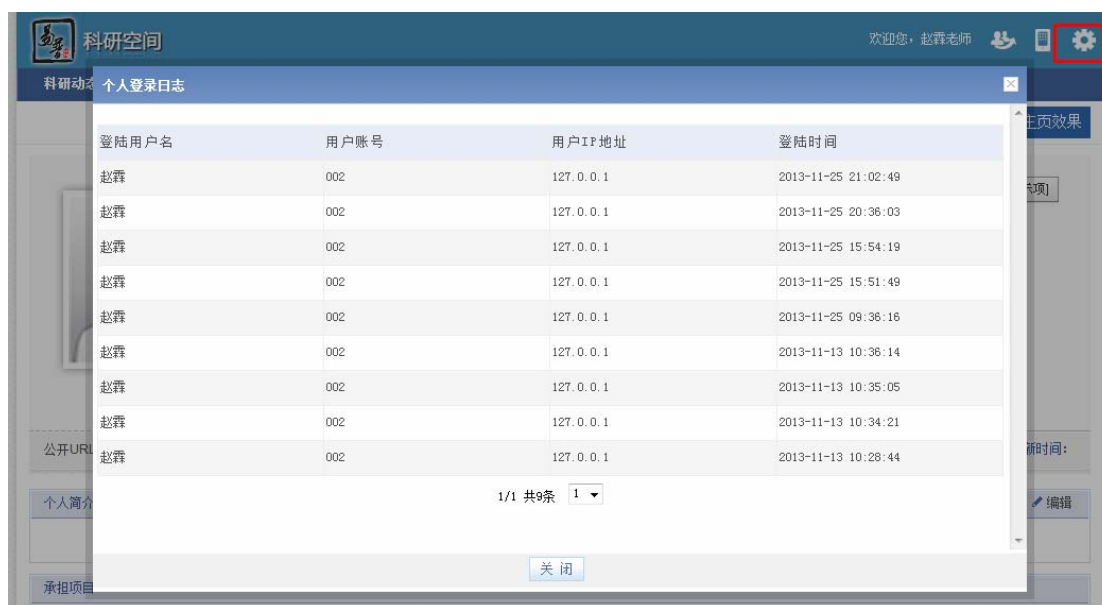 科研空间
欢迎您，赵霖老师
科研动态
个人登录日志
主页效果
登陆用户名 用户账号 用户IP地址 登陆时间
赵霖 002 127.0.0.1 2013-11-25 21:02:49
赵霖 002 127.0.0.1 2013-11-25 20:36:03
赵霖 002 127.0.0.1 2013-11-25 15:54:19
赵霖 002 127.0.0.1 2013-11-25 15:51:49
赵霖 002 127.0.0.1 2013-11-25 09:36:16
赵霖 002 127.0.0.1 2013-11-13 10:36:14
赵霖 002 127.0.0.1 2013-11-13 10:35:05
赵霖 002 127.0.0.1 2013-11-13 10:34:21
赵霖 002 127.0.0.1 2013-11-13 10:28:44
公开URL
新时间：
1/1 共9条 1
个人简介
编辑
关 闭
承担项目